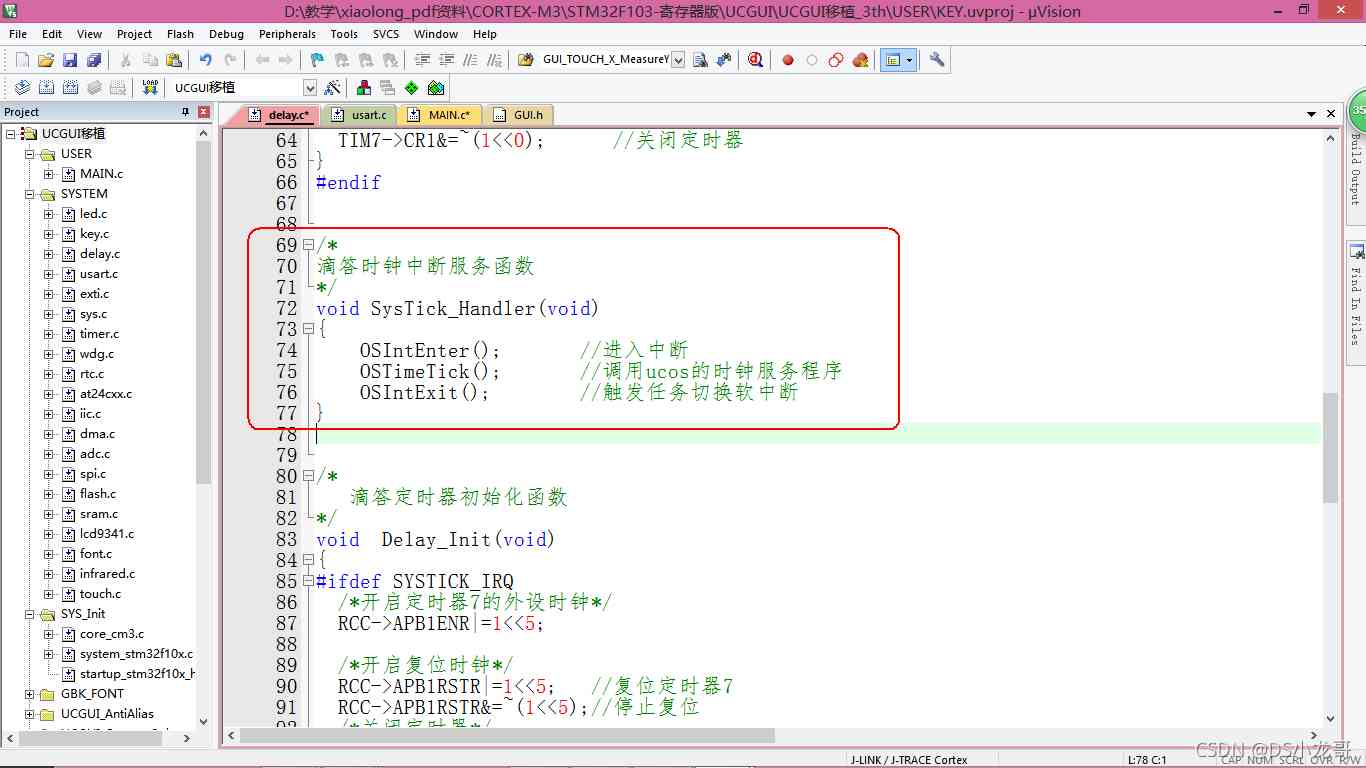 D:\教学\xiaolong_pdf资料\CORTEX-M3\STM32F103-寄存器版\UCGUI\UCGUI移植_3th\USER\KEY.uvproj - µVision
File Edit View Project Flash Debug Peripherals Tools SVCS Window Help
GUI_TOUCH_X_MeasureY
UCGUI移植
Project
delay.c* usart.c MAIN.c* GUI.h
UCGUI移植
USER
MAIN.c
SYSTEM
led.c
key.c
delay.c
usart.c
exti.c
sys.c
timer.c
wdg.c
rtc.c
at24cxx.c
iic.c
dma.c
adc.c
spi.c
flash.c
sram.c
lcd9341.c
font.c
infrared.c
touch.c
SYS_Init
core_cm3.c
system_stm32f10x.c
startup_stm32f10x_h
GBK_FONT
UCGUI_AntiAlias
64 TIM7->CR1&=~(1<<0); //关闭定时器
65 }
66 #endif
67
68
69 /*
70 滴答时钟中断服务函数
71 */
72 void SysTick_Handler(void)
73 {
74 OSIntEnter(); //进入中断
75 OSTimeTick(); //调用ucos的时钟服务程序
76 OSIntExit(); //触发任务切换软中断
77 }
78
79
80 /*
81 滴答定时器初始化函数
82 */
83 void Delay_Init(void)
84 {
85 #ifdef SYSTICK_IRQ
86 /*开启定时器7的外设时钟*/
87 RCC->APB1ENR|=1<<5;
88
89 /*开启复位时钟*/
90 RCC->APB1RSTR|=1<<5; //复位定时器7
91 RCC->APB1RSTR&=~(1<<5);//停止复位
92 /*关闭定时器*/
35
Build Output
Find In Files
J-LINK / J-TRACE Cortex L:78 C:1 CAP NUM SCRL OVR R/W
CSDN @DS小龙哥